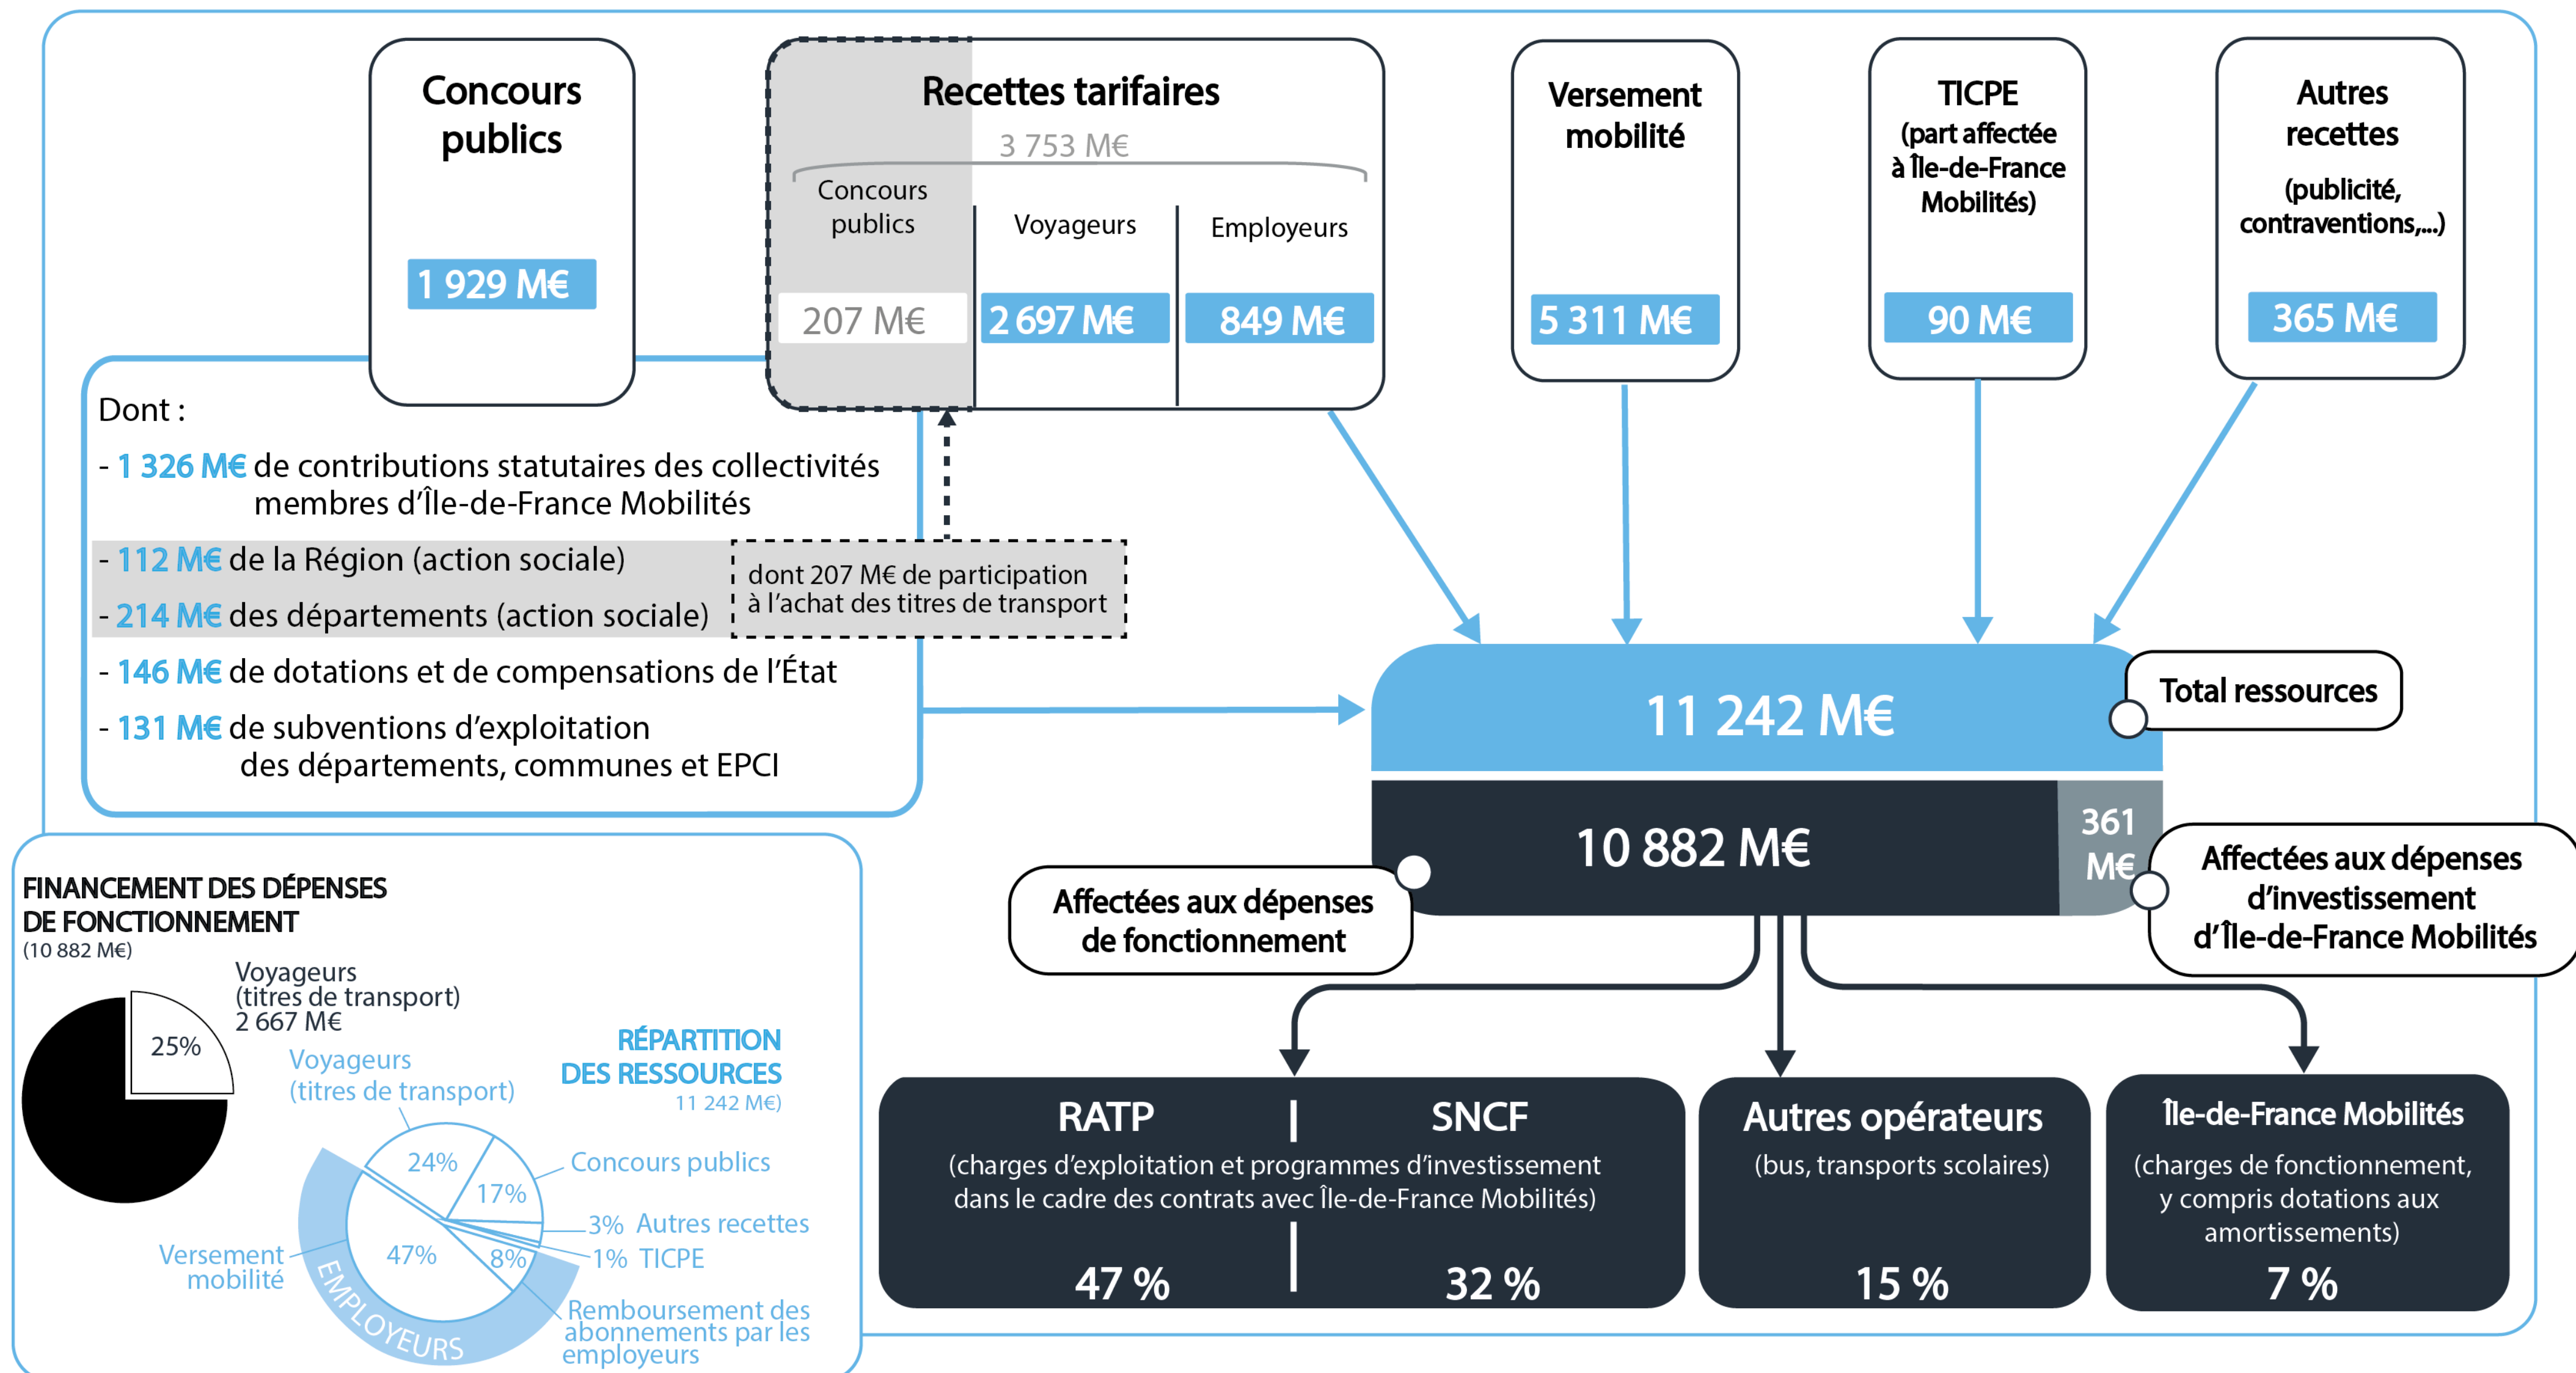 Concours
publics
1 929 M€
Recettes tarifaires
3 753 M€
Concours
publics
207 M€
Voyageurs
2 697 M€
Employeurs
849 M€
Versement
mobilité
5 311 M€
TICPE
(part affectée
à Île-de-France
Mobilités)
90 M€
Autres
recettes
(publicité,
contraventions,...)
365 M€
Dont :
- 1 326 M€ de contributions statutaires des collectivités
membres d’Île-de-France Mobilités
- 112 M€ de la Région (action sociale)
- 214 M€ des départements (action sociale)
dont 207 M€ de participation
à l’achat des titres de transport
- 146 M€ de dotations et de compensations de l’État
- 131 M€ de subventions d’exploitation
des départements, communes et EPCI
11 242 M€
Total ressources
10 882 M€
361
M€
Affectées aux dépenses
de fonctionnement
Affectées aux dépenses
d’investissement
d’Île-de-France Mobilités
RATP
SNCF
(charges d’exploitation et programmes d’investissement
dans le cadre des contrats avec Île-de-France Mobilités)
47 %
32 %
Autres opérateurs
(bus, transports scolaires)
15 %
Île-de-France Mobilités
(charges de fonctionnement,
y compris dotations aux
amortissements)
7 %
FINANCEMENT DES DÉPENSES
DE FONCTIONNEMENT
(10 882 M€)
Voyageurs
(titres de transport)
2 667 M€
25%
RÉPARTITION
DES RESSOURCES
11 242 M€)
Voyageurs
(titres de transport)
24%
Concours publics
17%
3% Autres recettes
1% TICPE
8%
47%
Versement
mobilité
EMPLOYEURS
Remboursement des
abonnements par les
employeurs